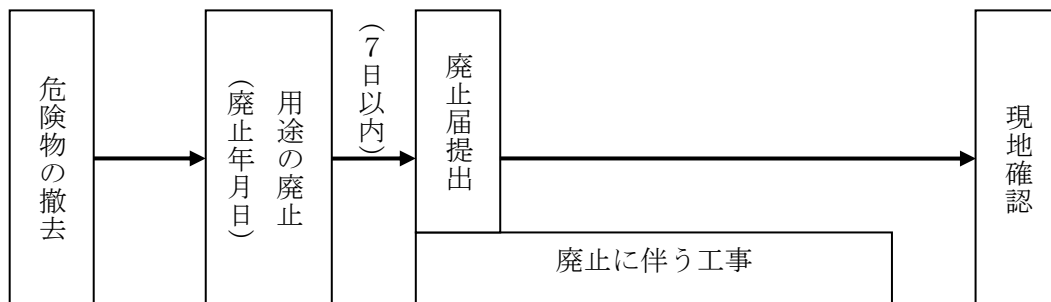 危険物の撤去
用途の廃止
(廃止年月日)
(7日以内)
廃止届提出
廃止に伴う工事
現地確認